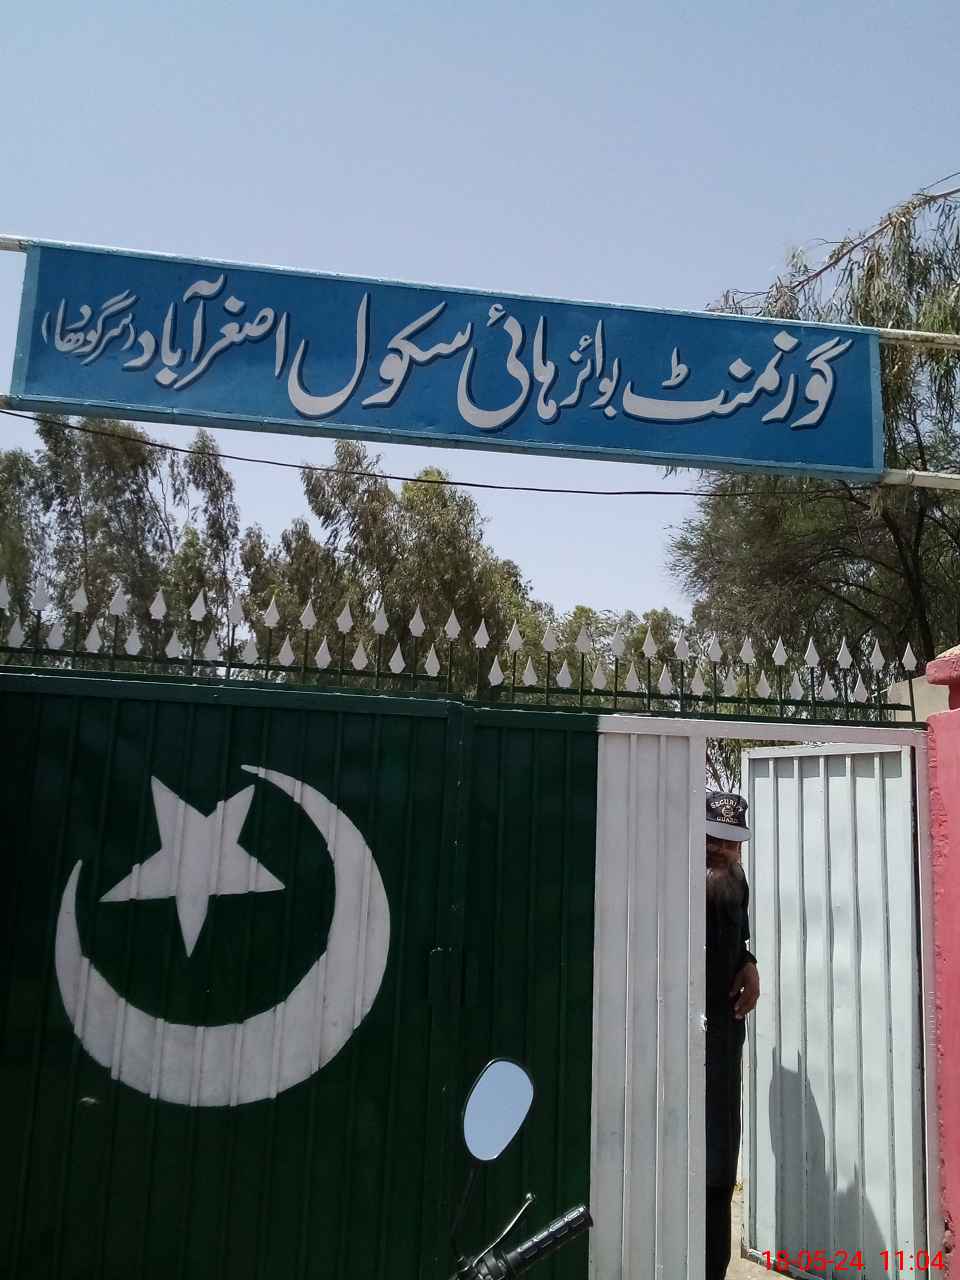 گورنمنٹ بوائز ہائی سکول اصغر آباد (سرگودھا)
SECURITY
GUARD
18-05-24 11:04